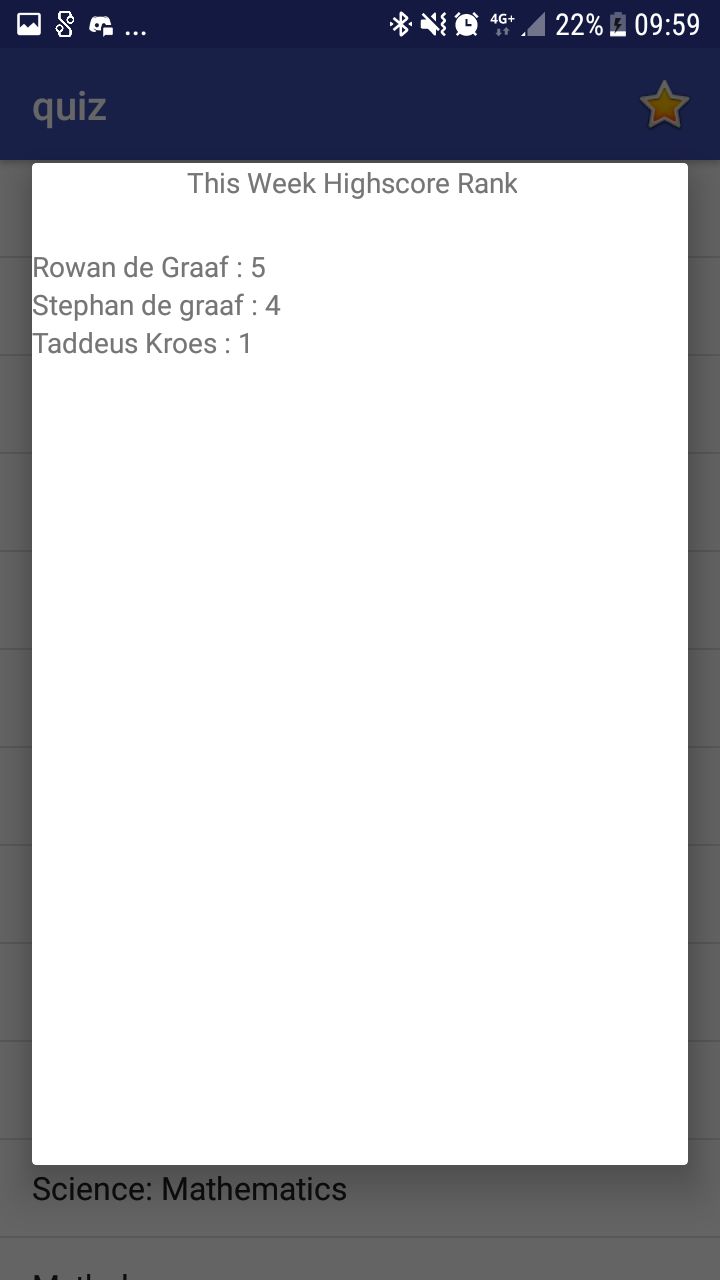 ... 4G+ 22% 09:59
quiz
This Week Highscore Rank
Rowan de Graaf : 5
Stephan de graaf : 4
Taddeus Kroes : 1
Science: Mathematics